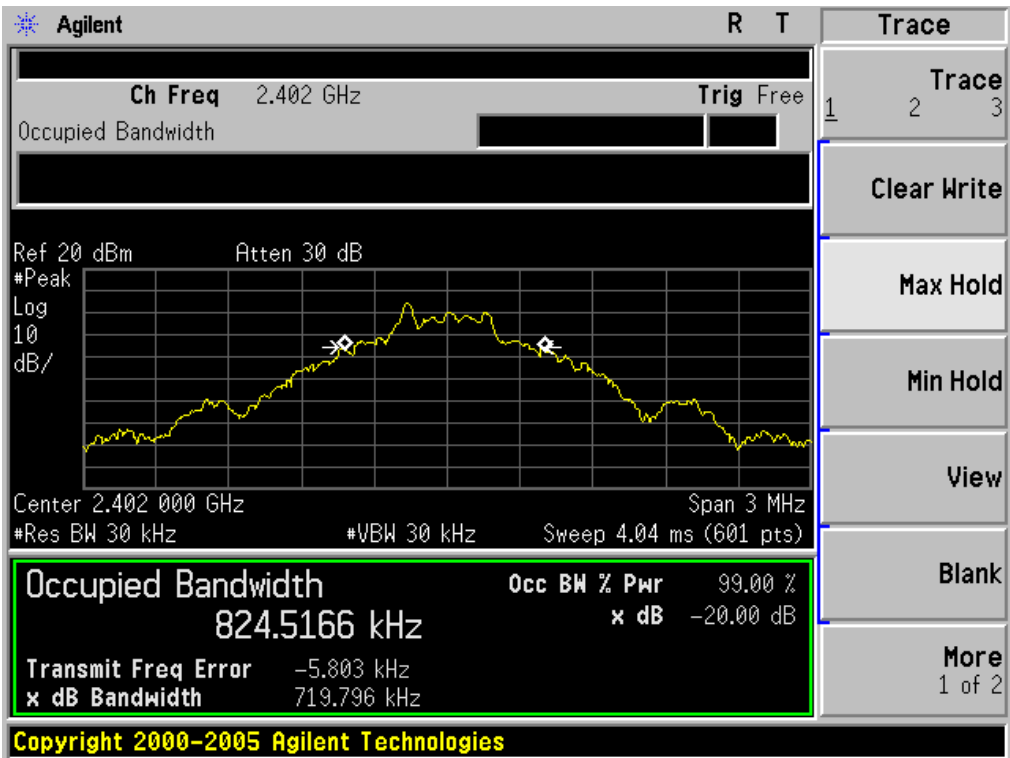 Agilent R T Trace
Ch Freq 2.402 GHz Trig Free
Occupied Bandwidth
Trace
1 2 3
Clear Write
Ref 20 dBm Atten 30 dB
#Peak
Log
10
dB/
Max Hold
Min Hold
View
Center 2.402 000 GHz Span 3 MHz
#Res BW 30 kHz #VBW 30 kHz Sweep 4.04 ms (601 pts)
Occupied Bandwidth Occ BW % Pwr 99.00 %
824.5166 kHz x dB -20.00 dB
Transmit Freq Error -5.803 kHz
x dB Bandwidth 719.796 kHz
Blank
More
1 of 2
Copyright 2000-2005 Agilent Technologies